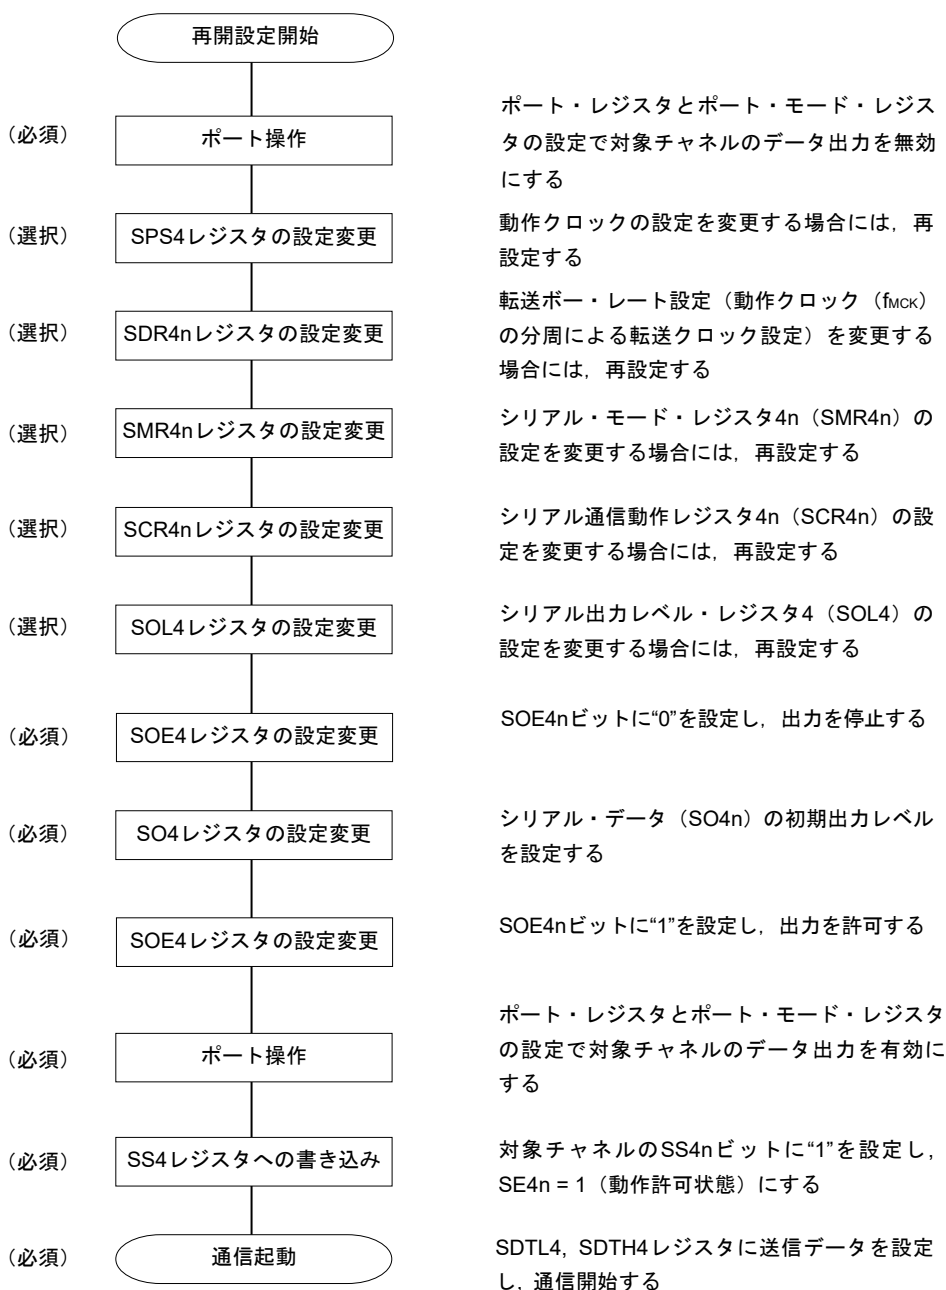 再開設定開始
（必須）
ポート操作
ポート・レジスタとポート・モード・レジス
タの設定で対象チャネルのデータ出力を無効
にする
（選択）
SPS4レジスタの設定変更
動作クロックの設定を変更する場合には，再
設定する
（選択）
SDR4nレジスタの設定変更
転送ボー・レート設定（動作クロック（fMCK）
の分周による転送クロック設定）を変更する
場合には，再設定する
（選択）
SMR4nレジスタの設定変更
シリアル・モード・レジスタ4n（SMR4n）の
設定を変更する場合には，再設定する
（選択）
SCR4nレジスタの設定変更
シリアル通信動作レジスタ4n（SCR4n）の設
定を変更する場合には，再設定する
（選択）
SOL4レジスタの設定変更
シリアル出力レベル・レジスタ4（SOL4）の
設定を変更する場合には，再設定する
（必須）
SOE4レジスタの設定変更
SOE4nビットに“0”を設定し，出力を停止する
（必須）
SO4レジスタの設定変更
シリアル・データ（SO4n）の初期出力レベル
を設定する
（必須）
SOE4レジスタの設定変更
SOE4nビットに“1”を設定し，出力を許可する
（必須）
ポート操作
ポート・レジスタとポート・モード・レジスタ
の設定で対象チャネルのデータ出力を有効に
する
（必須）
SS4レジスタへの書き込み
対象チャネルのSS4nビットに“1”を設定し，
SE4n = 1（動作許可状態）にする
（必須）
通信起動
SDTL4, SDTH4レジスタに送信データを設定
し, 通信開始する